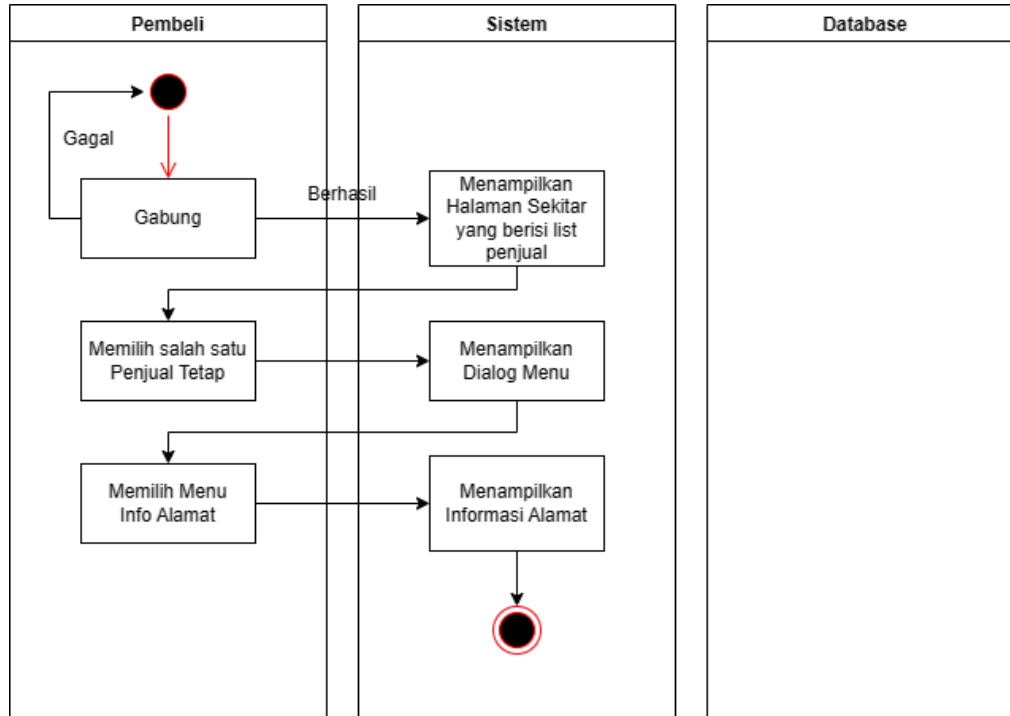 Pembeli
Sistem
Database
Gagal
Gabung
Berhasil
Menampilkan
Halaman Sekitar
yang berisi list
penjual
Memilih salah satu
Penjual Tetap
Menampilkan
Dialog Menu
Memilih Menu
Info Alamat
Menampilkan
Informasi Alamat